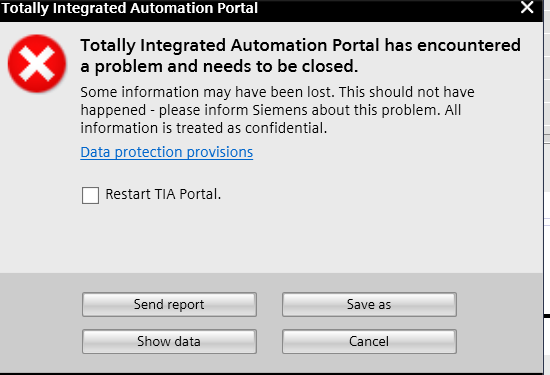 Totally Integrated Automation Portal
Totally Integrated Automation Portal has encountered
a problem and needs to be closed.
Some information may have been lost. This should not have
happened - please inform Siemens about this problem. All
information is treated as confidential.
Data protection provisions
Restart TIA Portal.
Send report
Save as
Show data
Cancel